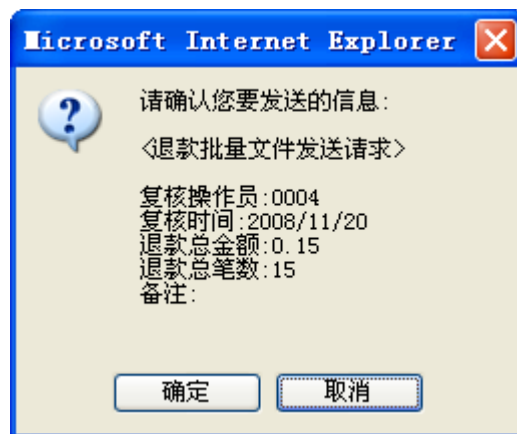 Microsoft Internet Explorer
请确认您要发送的信息:
<退款批量文件发送请求>
复核操作员:0004
复核时间:2008/11/20
退款总金额:0.15
退款总笔数:15
备注:
确定
取消